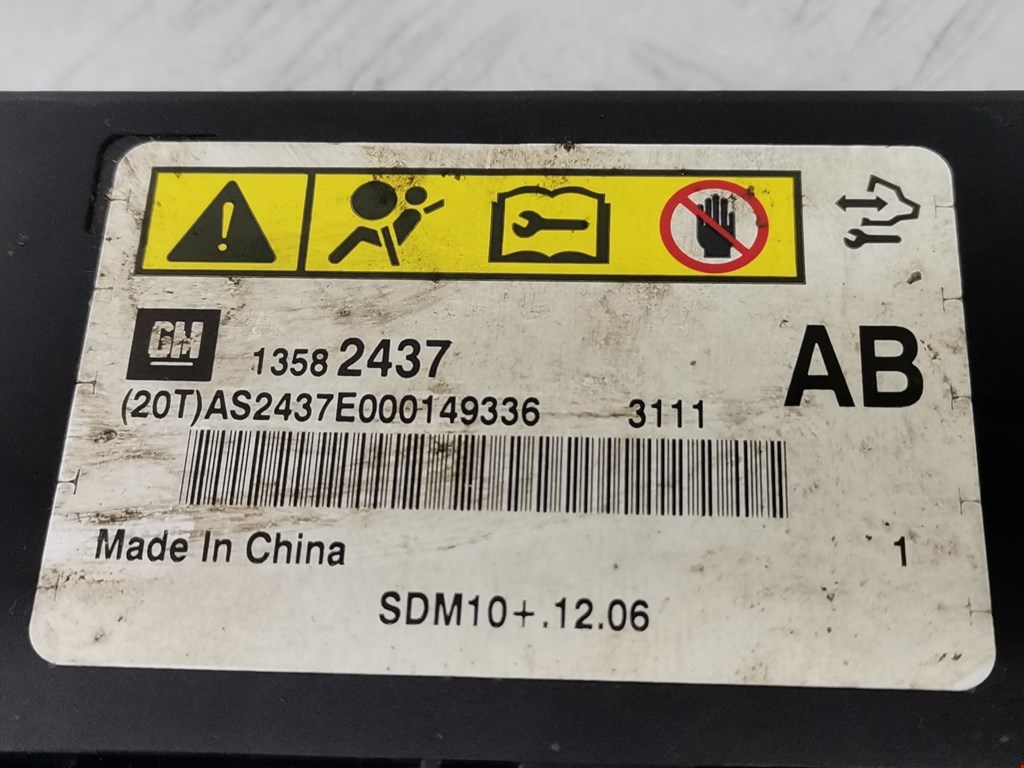 GM 1358 2437 AB
(20T)AS2437E000149336 3111
Made In China 1
SDM10+.12.06